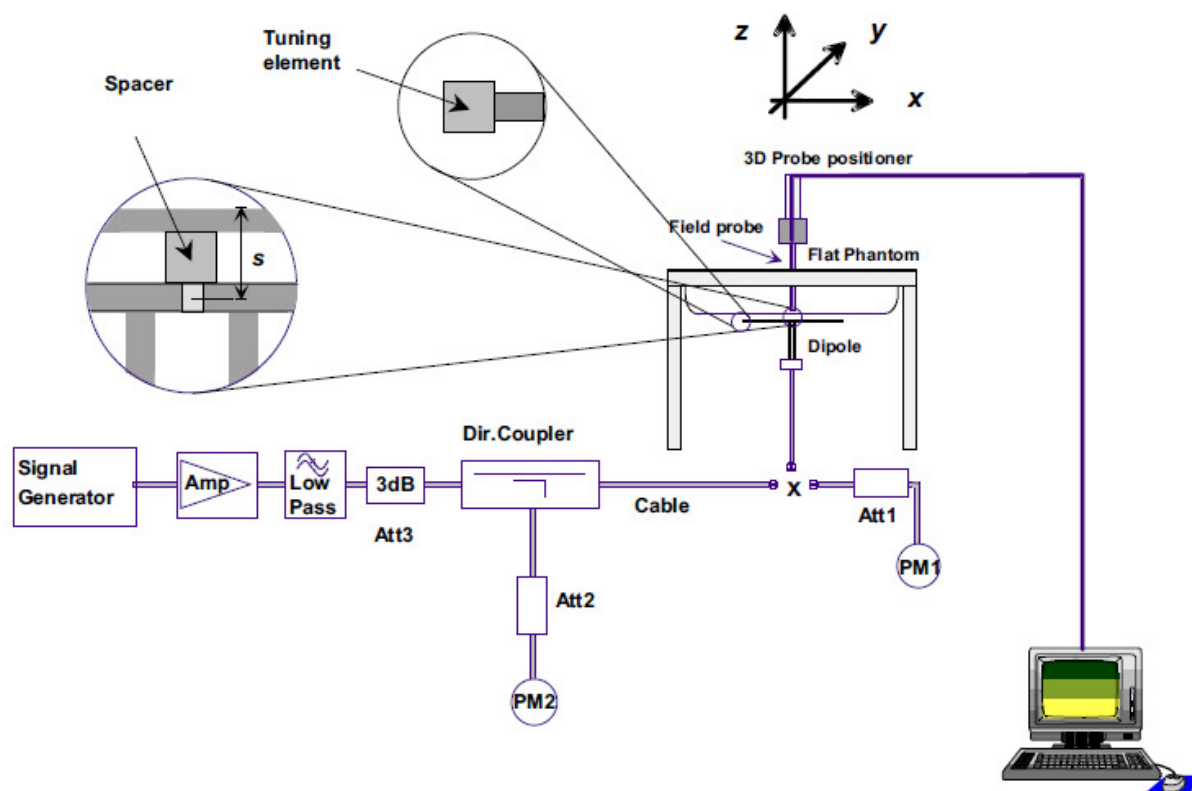 Tuning
element
Spacer
z
y
x
s
3D Probe positioner
Field probe
Flat Phantom
Dipole
Dir.Coupler
Signal
Generator
Amp
Low
Pass
3dB
Att3
Cable
x
Att1
PM1
Att2
PM2